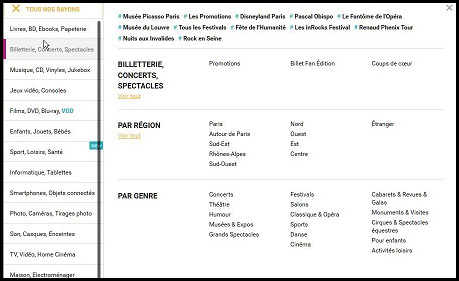 ✕ TOUS NOS RAYONS
Livres, BD, Ebooks, Papeterie
Billetterie, Concerts, Spectacles
Musique, CD, Vinyles, Jukebox
Jeux vidéo, Consoles
Films, DVD, Blu-ray, VOD
Enfants, Jouets, Bébés
Sport, Loisirs, Santé
Informatique, Tablettes
Smartphones, Objets connectés
Photo, Caméras, Tirages photo
Son, Casques, Enceintes
TV, Vidéo, Home Cinéma
Maison, Electroménager
# Musée Picasso Paris # Les Promotions # Disneyland Paris # Pascal Obispo # Le Fantôme de l'Opéra
# Musée du Louvre # Tous les Festivals # Fête de l'Humanité # Les inRocks Festival # Renaud Phenix Tour
# Nuits aux Invalides # Rock en Seine
BILLETTERIE,
CONCERTS,
SPECTACLES
Voir tout
Promotions
Billet Fan Édition
Coups de cœur
PAR RÉGION
Voir tout
Paris
Autour de Paris
Sud-Est
Rhônes-Alpes
Sud-Ouest
Nord
Ouest
Est
Centre
Étranger
PAR GENRE
Concerts
Théâtre
Humour
Musées & Expos
Grands Spectacles
Festivals
Salons
Classique & Opéra
Sports
Danse
Cinéma
Cabarets & Revues &
Galas
Monuments & Visites
Cirques & Spectacles
équestres
Pour enfants
Activités loisirs